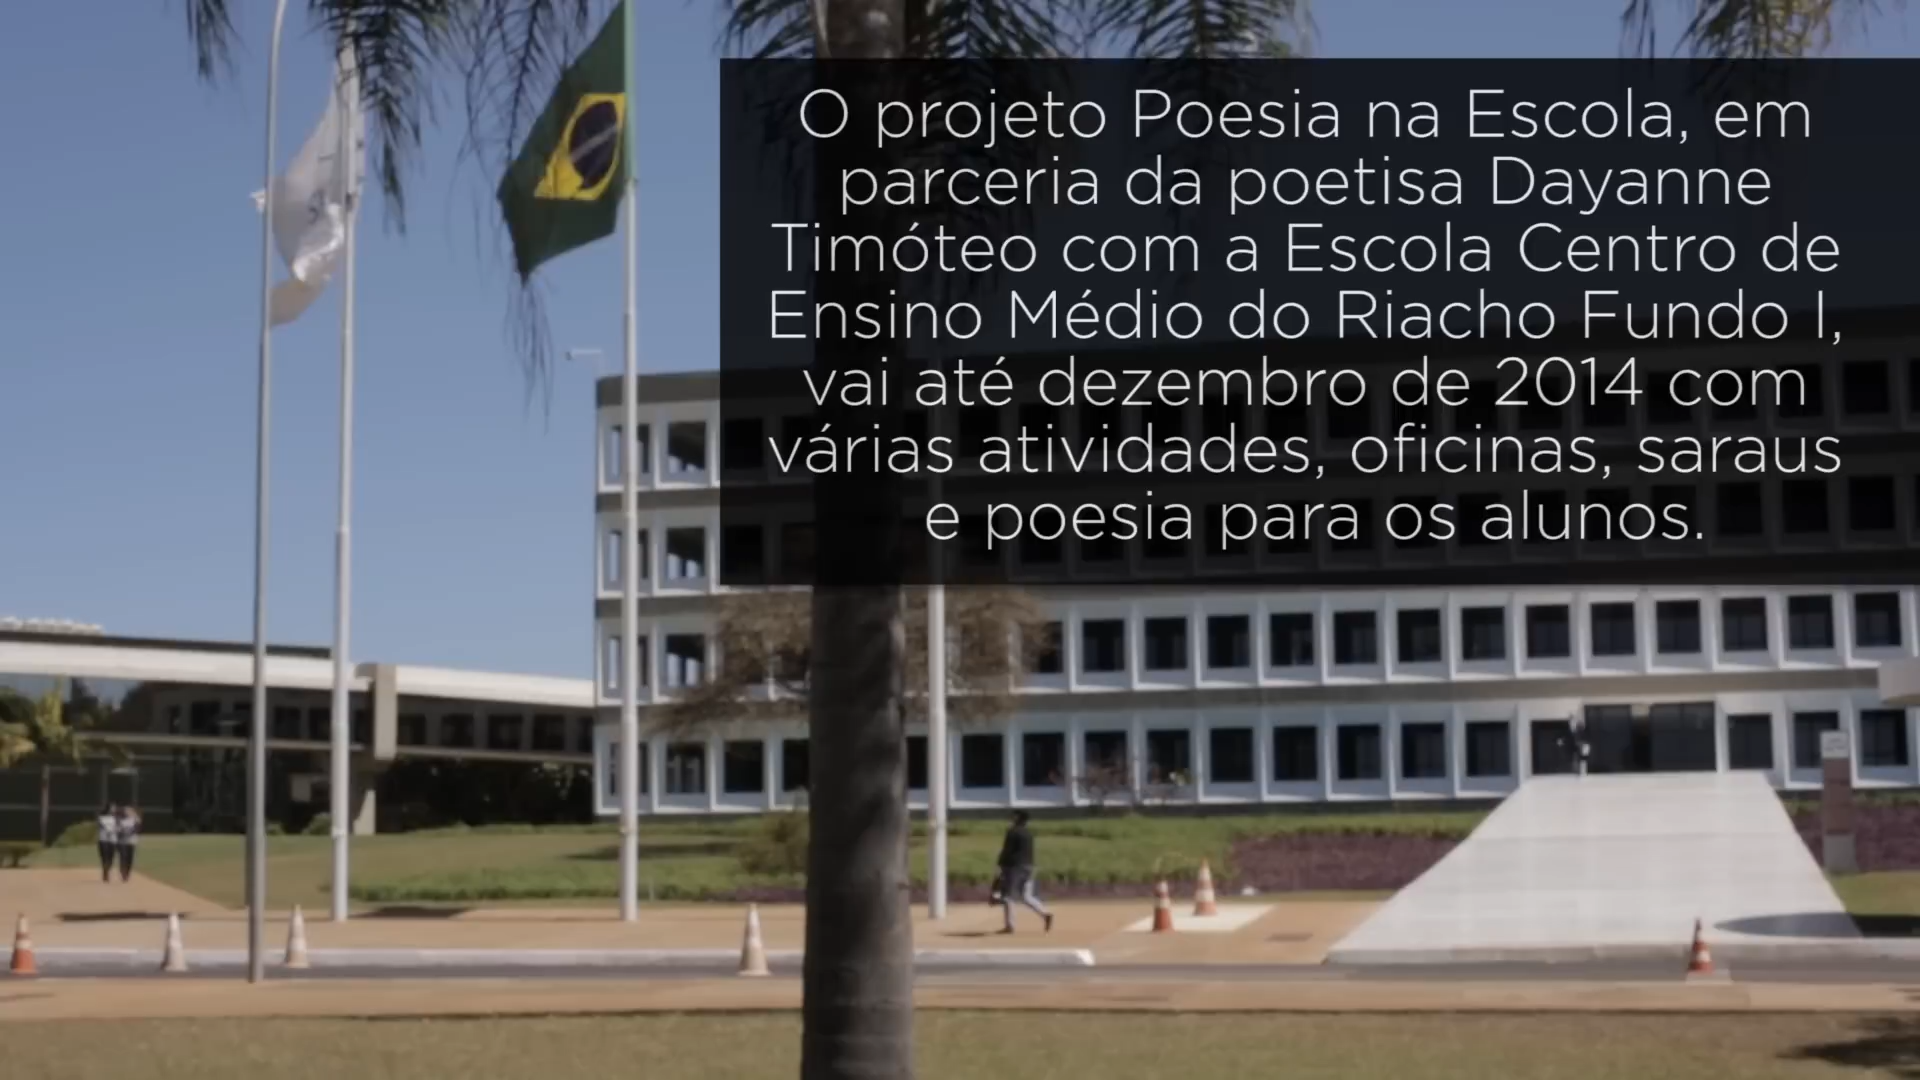 O projeto Poesia na Escola, em
parceria da poetisa Dayanne
Timóteo com a Escola Centro de
Ensino Médio do Riacho Fundo I,
vai até dezembro de 2014 com
várias atividades, oficinas, saraus
e poesia para os alunos.